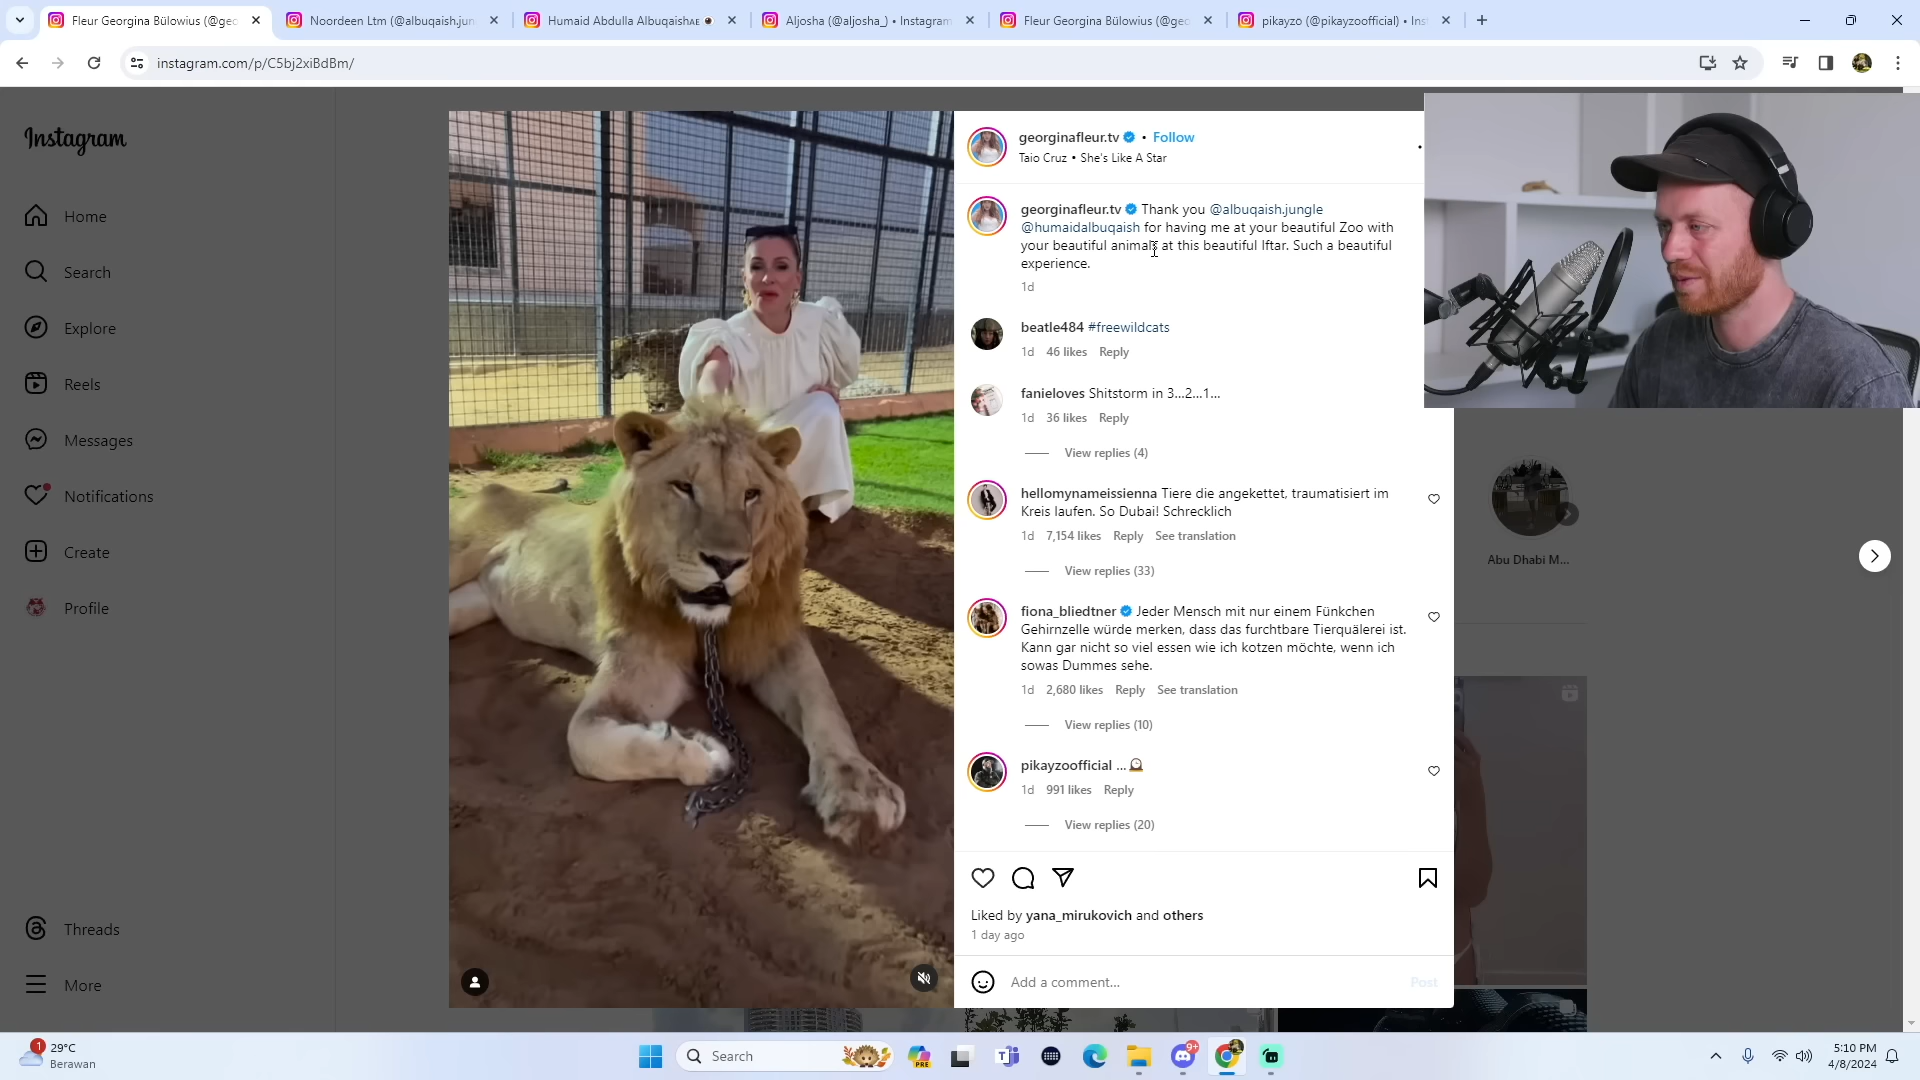 Fleur Georgina Bülowius (@geo
Noordeen Ltm (@albuqaish.jun
Humaid Abdulla Albuqaishᴀᴇ
Aljosha (@aljosha_) • Instagram
Fleur Georgina Bülowius (@geo
pikayzo (@pikayzoofficial) • Ins
instagram.com/p/C5bj2xiBdBm/
Instagram
Home
Search
Explore
Reels
Messages
Notifications
Create
Profile
Threads
More
georginafleur.tv • Follow
Taio Cruz • She's Like A Star
georginafleur.tv Thank you @albuqaish.jungle
@humaidalbuqaish for having me at your beautiful Zoo with
your beautiful animals at this beautiful Iftar. Such a beautiful
experience.
1d
beatle484 #freewildcats
1d 46 likes Reply
fanieloves Shitstorm in 3...2...1...
1d 36 likes Reply
View replies (4)
hellomynameissienna Tiere die angekettet, traumatisiert im
Kreis laufen. So Dubai! Schrecklich
1d 7,154 likes Reply See translation
View replies (33)
fiona_bliedtner Jeder Mensch mit nur einem Fünkchen
Gehirnzelle würde merken, dass das furchtbare Tierquälerei ist.
Kann gar nicht so viel essen wie ich kotzen möchte, wenn ich
sowas Dummes sehe.
1d 2,680 likes Reply See translation
View replies (10)
pikayzoofficial ...🕰️
1d 991 likes Reply
View replies (20)
Liked by yana_mirukovich and others
1 day ago
Add a comment...
Post
Abu Dhabi M...
1
29°C
Berawan
Search
PRE
9+
5:10 PM
4/8/2024